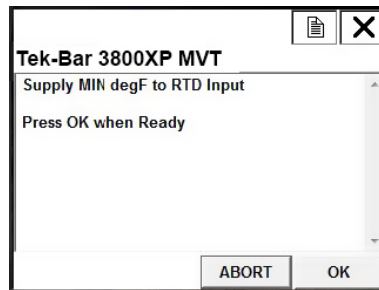 Tek-Bar 3800XP MVT
Supply MIN degF to RTD Input
Press OK when Ready
ABORT
OK